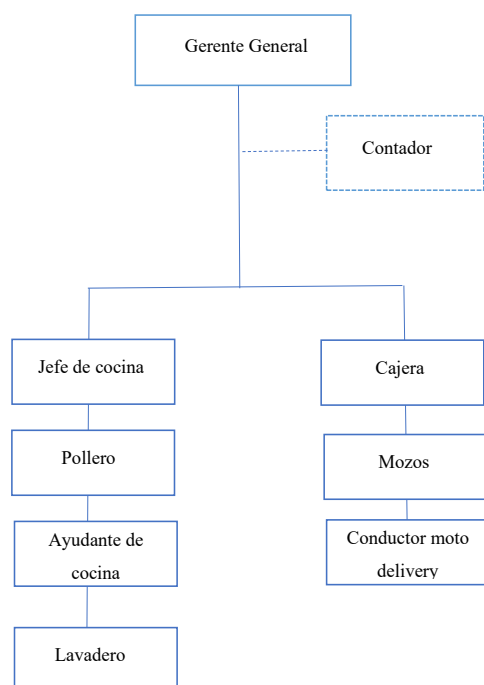 Gerente General
Contador
Jefe de cocina
Cajera
Pollero
Mozos
Ayudante de
cocina
Conductor moto
delivery
Lavadero